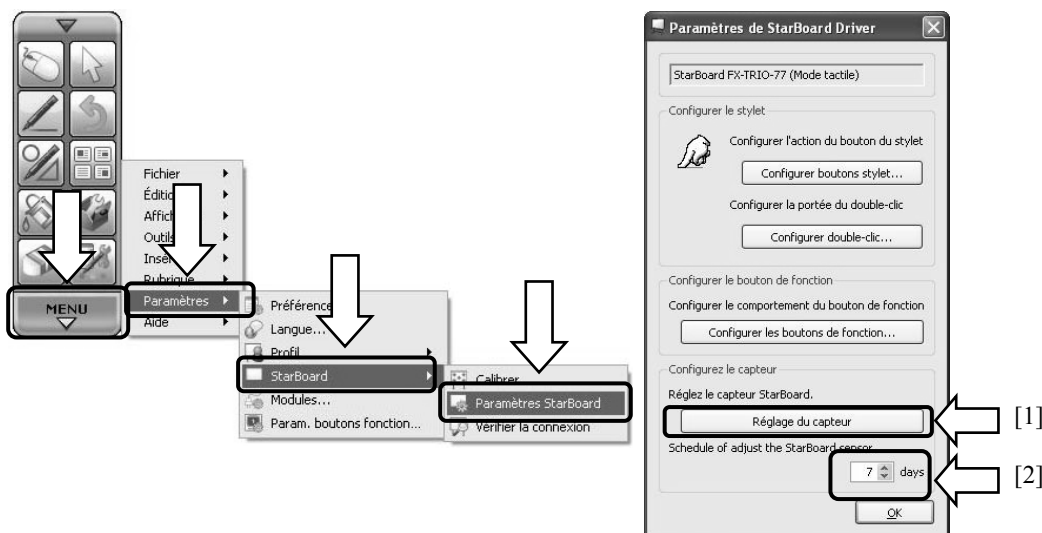 MENU
Fichier
Affich
Outils
Insér
Rubrique
Paramètres
Aide
Préférence
Langue...
Profil
StarBoard
Modules...
Param. boutons fonction...
Calibrer
Paramètres StarBoard
Vérifier la connexion
Paramètres de StarBoard Driver
StarBoard FX-TRIO-77 (Mode tactile)
Configurer le stylet
Configurer l'action du bouton du stylet
Configurer boutons stylet...
Configurer la portée du double-clic
Configurer double-clic...
Configurer le bouton de fonction
Configurer le comportement du bouton de fonction
Configurer les boutons de fonction...
Configurez le capteur
Réglez le capteur StarBoard.
Réglage du capteur
[1]
Schedule of adjust the StarBoard sensor
7 days
[2]
OK